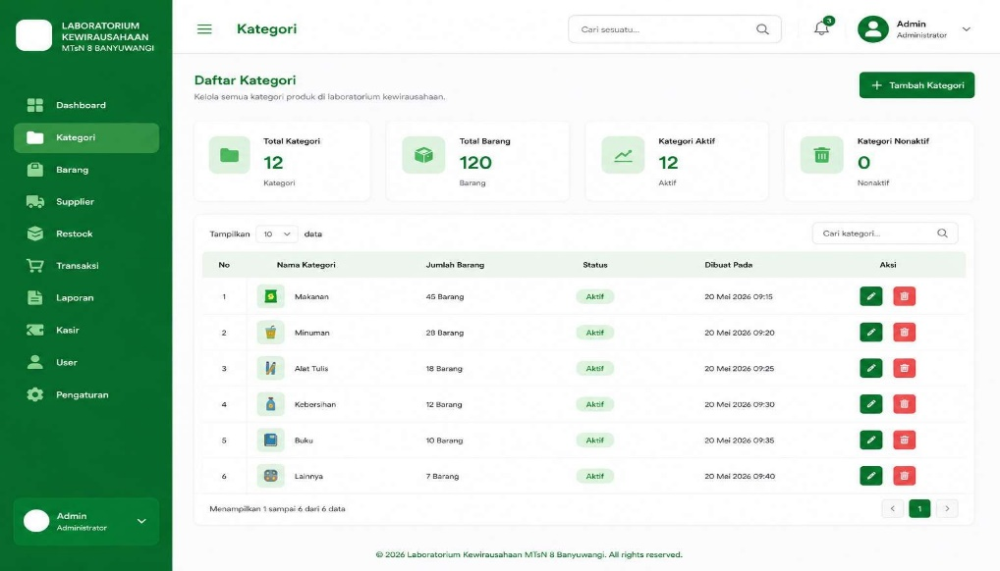 LABORATORIUM
KEWIRAUSAHAAN
MTsN 8 BANYUWANGI
Dashboard
Kategori
Barang
Supplier
Restock
Transaksi
Laporan
Kasir
User
Pengaturan
Admin
Administrator
Kategori
Cari sesuatu...
3
Admin
Administrator
Daftar Kategori
Kelola semua kategori produk di laboratorium kewirausahaan.
Tambah Kategori
Total Kategori
12
Kategori
Total Barang
120
Barang
Kategori Aktif
12
Aktif
Kategori Nonaktif
0
Nonaktif
Tampilkan 10 data
Cari kategori...
No Nama Kategori Jumlah Barang Status Dibuat Pada Aksi
1 Makanan 45 Barang Aktif 20 Mei 2026 09:15
2 Minuman 28 Barang Aktif 20 Mei 2026 09:20
3 Alat Tulis 18 Barang Aktif 20 Mei 2026 09:25
4 Kebersihan 12 Barang Aktif 20 Mei 2026 09:30
5 Buku 10 Barang Aktif 20 Mei 2026 09:35
6 Lainnya 7 Barang Aktif 20 Mei 2026 09:40
Menampilkan 1 sampai 6 dari 6 data
< 1 >
© 2026 Laboratorium Kewirausahaan MTsN 8 Banyuwangi. All rights reserved.